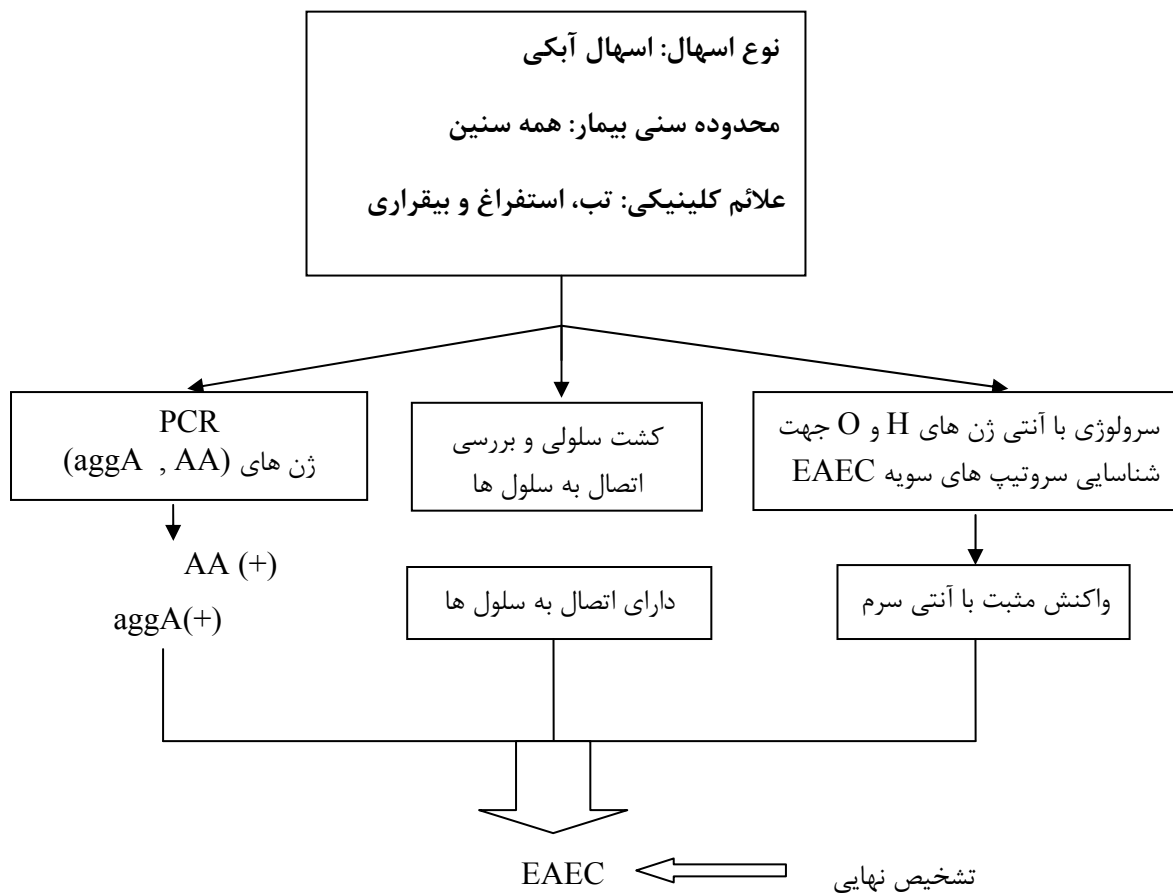 نوع اسهال: اسهال آبکی
محدوده سنی بیمار: همه سنین
علائم کلینیکی: تب، استفراغ و بیقراری
سرولوژی با آنتی ژن های H و O جهت
شناسایی سروتیپ های سویه EAEC
کشت سلولی و بررسی
اتصال به سلول ها
PCR
ژن های (aggA , AA)
واکنش مثبت با آنتی سرم
دارای اتصال به سلول ها
AA (+)
aggA(+)
تشخیص نهایی
EAEC